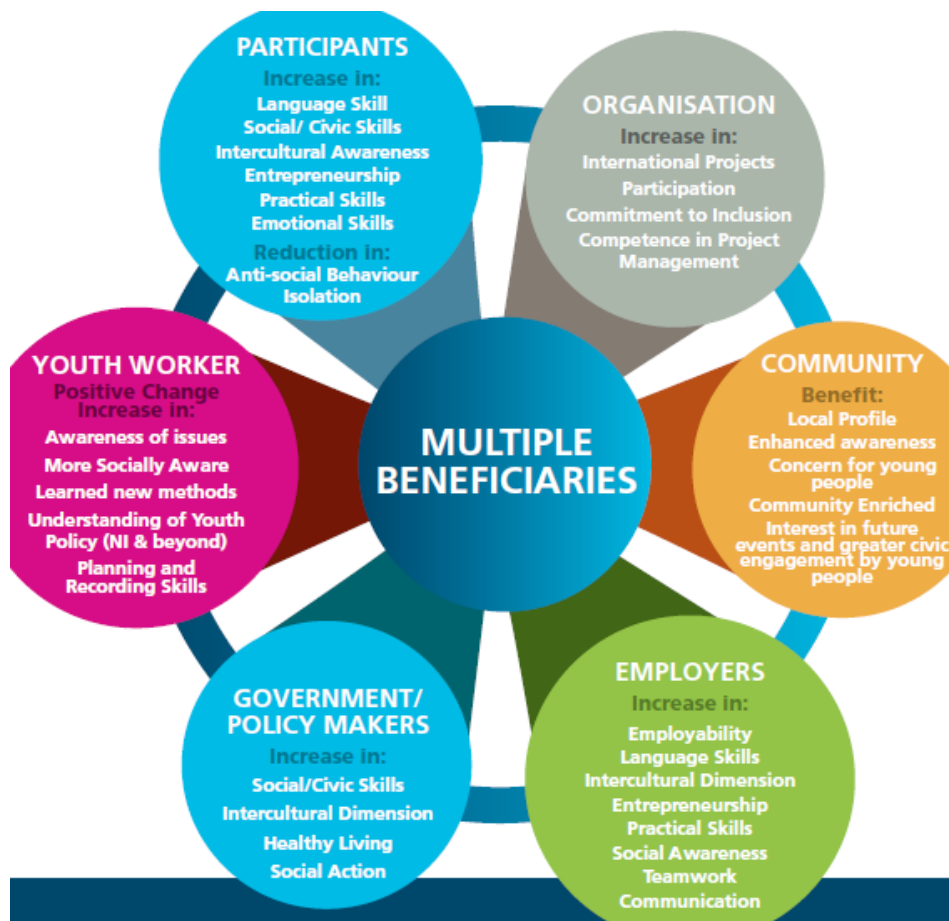 PARTICIPANTS
Increase in:
Language Skill
Social/ Civic Skills
Intercultural Awareness
Entrepreneurship
Practical Skills
Emotional Skills
Reduction in:
Anti-social Behaviour
Isolation
ORGANISATION
Increase in:
International Projects
Participation
Commitment to Inclusion
Competence in Project
Management
YOUTH WORKER
Positive Change
Increase in:
Awareness of issues
More Socially Aware
Learned new methods
Understanding of Youth
Policy (NI & beyond)
Planning and
Recording Skills
MULTIPLE
BENEFICIARIES
COMMUNITY
Benefit:
Local Profile
Enhanced awareness
Concern for young
people
Community Enriched
Interest in future
events and greater civic
engagement by young
people
GOVERNMENT/
POLICY MAKERS
Increase in:
Social/Civic Skills
Intercultural Dimension
Healthy Living
Social Action
EMPLOYERS
Increase in:
Employability
Language Skills
Intercultural Dimension
Entrepreneurship
Practical Skills
Social Awareness
Teamwork
Communication